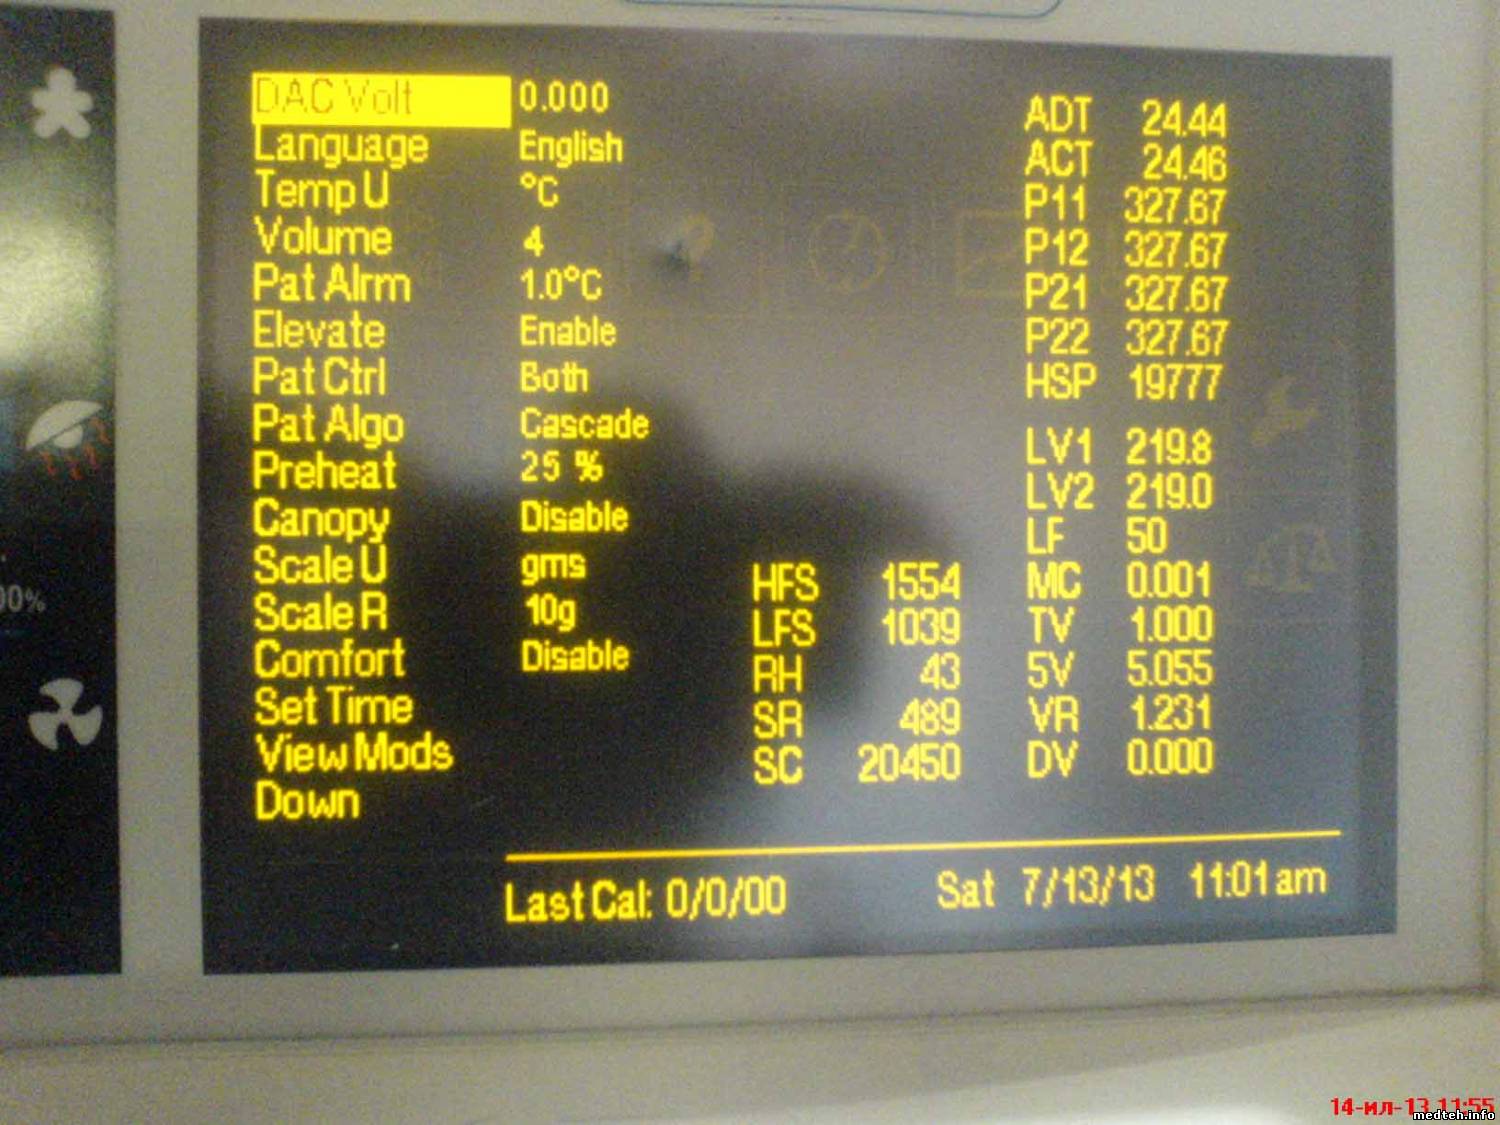 DAC Volt 0.000
Language English
Temp U °C
Volume 4
Pat Alrm 1.0°C
Elevate Enable
Pat Ctrl Both
Pat Algo Cascade
Preheat 25 %
Canopy Disable
Scale U gms
Scale R 10g
Comfort Disable
Set Time
View Mods
Down
HFS 1554
LFS 1039
RH 43
SR 489
SC 20450
ADT 24.44
ACT 24.46
P11 327.67
P12 327.67
P21 327.67
P22 327.67
HSP 19777
LV1 219.8
LV2 219.0
LF 50
MC 0.001
TV 1.000
5V 5.055
VR 1.231
DV 0.000
Last Cal: 0/0/00 Sat 7/13/13 11:01am
00%
14-ил-13 11:55
medteh.info